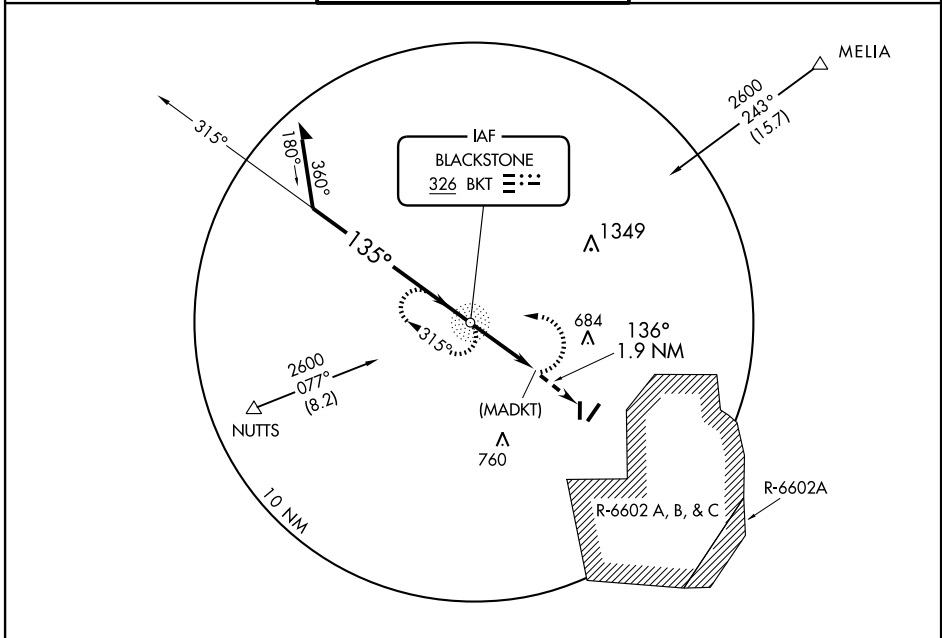 MELIA
2600
243°
(15.7)
315°
180°
360°
IAF
BLACKSTONE
326 BKT
1349
135°
315°
684
136°
1.9 NM
2600
077°
(8.2)
NUTTS
(MADKT)
760
R-6602 A, B, & C
R-6602A
10 NM